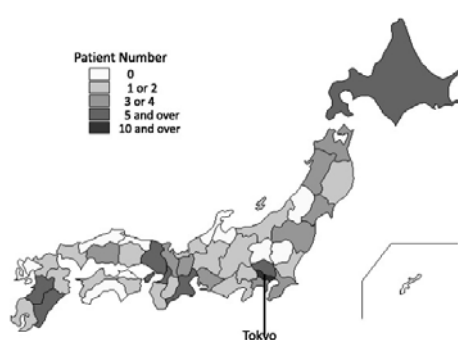 Patient Number
0
1 or 2
3 or 4
5 and over
10 and over
Tokyo